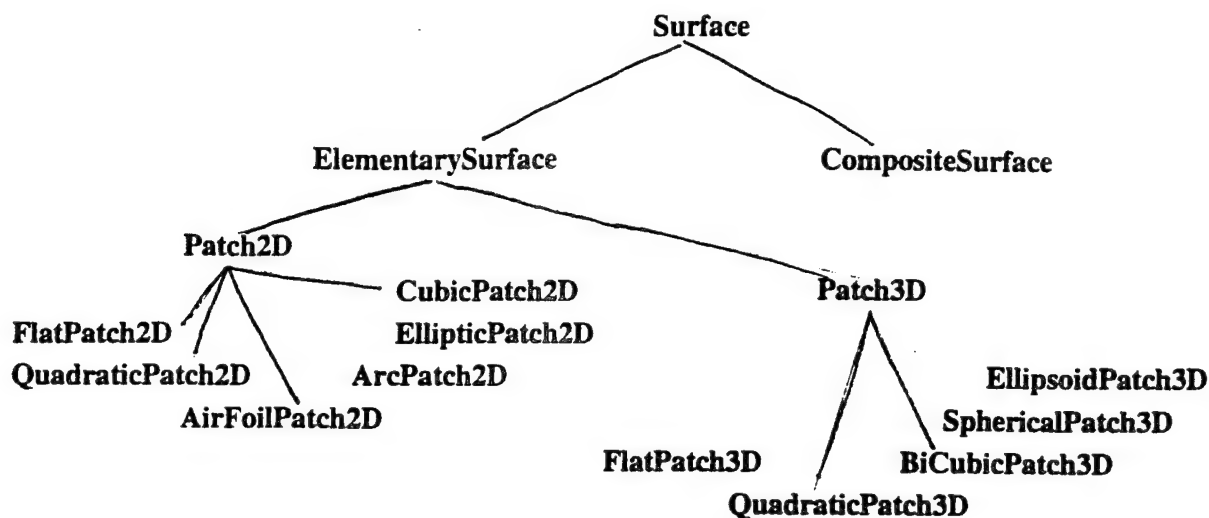 Surface
ElementarySurface
CompositeSurface
Patch2D
CubicPatch2D
Patch3D
FlatPatch2D
EllipticPatch2D
QuadraticPatch2D
ArcPatch2D
EllipsoidPatch3D
AirFoilPatch2D
SphericalPatch3D
FlatPatch3D
BiCubicPatch3D
QuadraticPatch3D